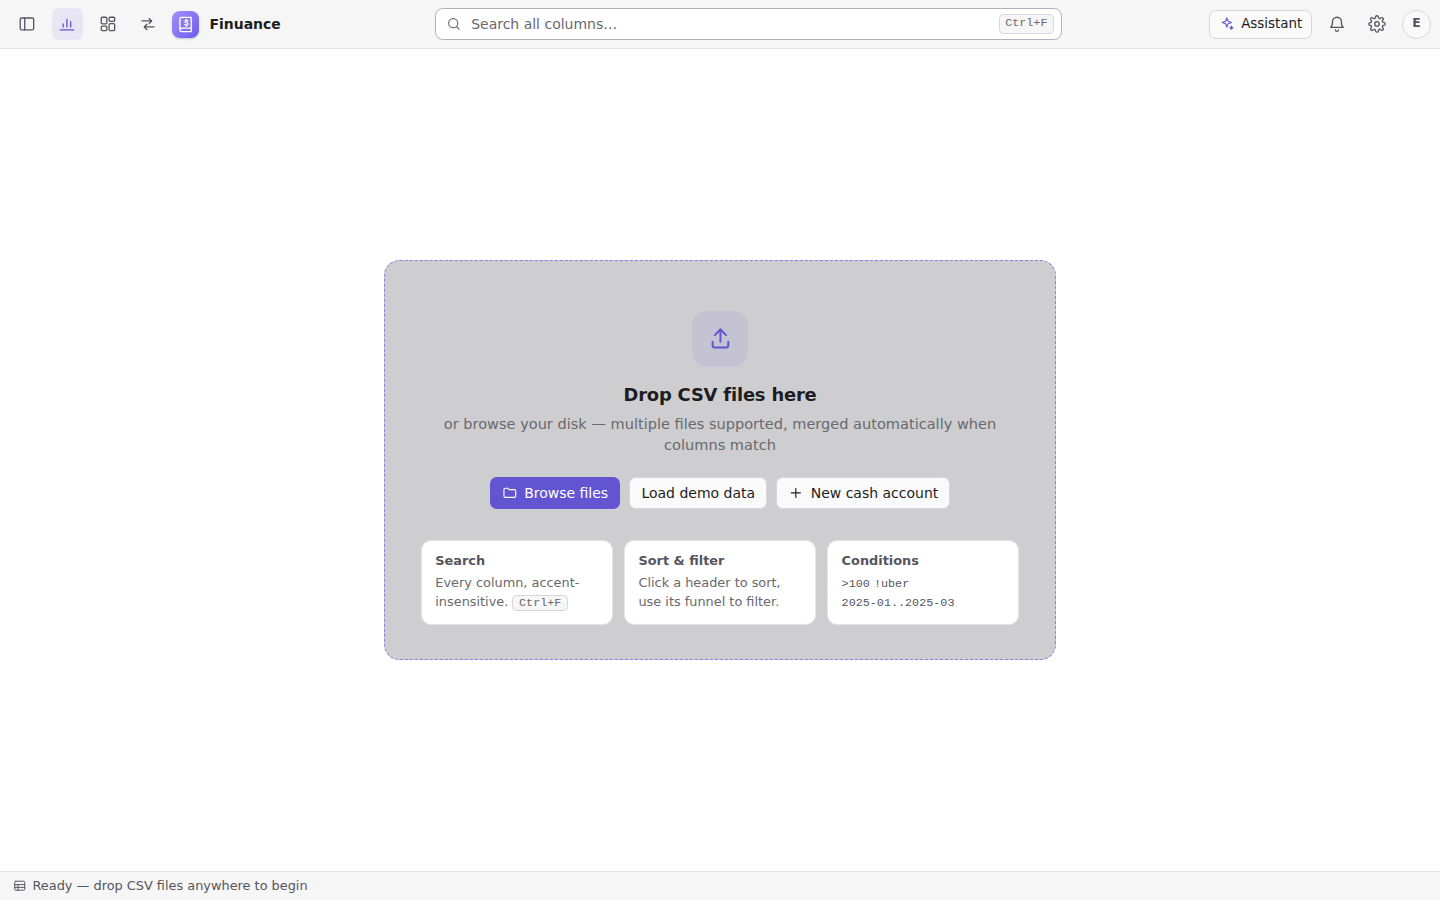 Finuance
Search all columns…
Ctrl+F
Assistant
E
Drop CSV files here
or browse your disk — multiple files supported, merged automatically when
columns match
Browse files
Load demo data
New cash account
Search
Every column, accent-
insensitive. Ctrl+F
Sort & filter
Click a header to sort,
use its funnel to filter.
Conditions
>100 !uber
2025-01..2025-03
Ready — drop CSV files anywhere to begin